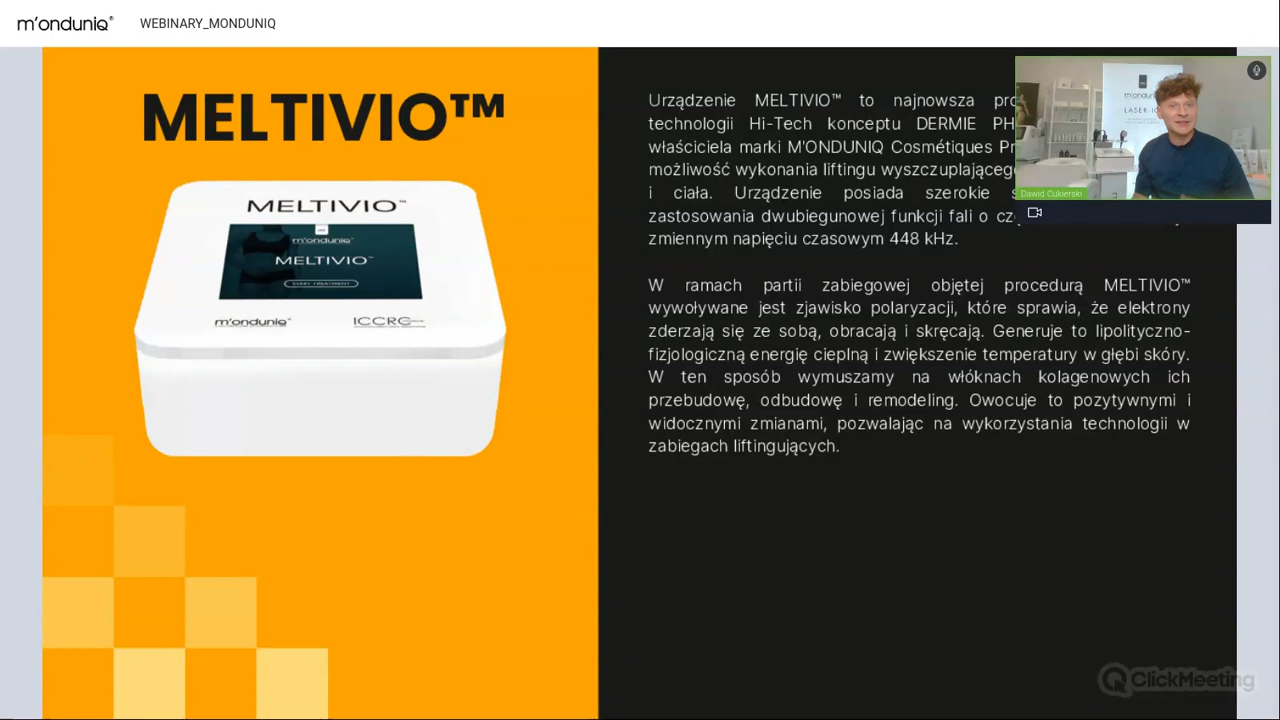 m'onduniq®
WEBINARY_MONDUNIQ
MELTIVIO™
MELTIVIO™
m'onduniq
MELTIVIO™
START TREATMENT
m'onduniq®
ICCRC
Urządzenie MELTIVIO™ to najnowsza
technologii Hi-Tech konceptu DERMIE
właściciela marki M'ONDUNIQ Cosmétiques
możliwość wykonania liftingu
i ciała. Urządzenie posiada szerokie
zastosowania dwubiegunowej funkcji fali o
zmiennym napięciu czasowym 448 kHz.
W ramach partii zabiegowej objętej procedurą MELTIVIO™
wywoływane jest zjawisko polaryzacji, które sprawia, że elektrony
zderzają się ze sobą, obracają i skręcają. Generuje to lipolityczno-
fizjologiczną energię cieplną i zwiększenie temperatury w głębi skóry.
W ten sposób wymuszamy na włóknach kolagenowych ich
przebudowę, odbudowę i remodeling. Owocuje to pozytywnymi i
widocznymi zmianami, pozwalając na wykorzystania technologii w
zabiegach liftingujących.
m'onduniq
Dawid Cukierski
ClickMeeting